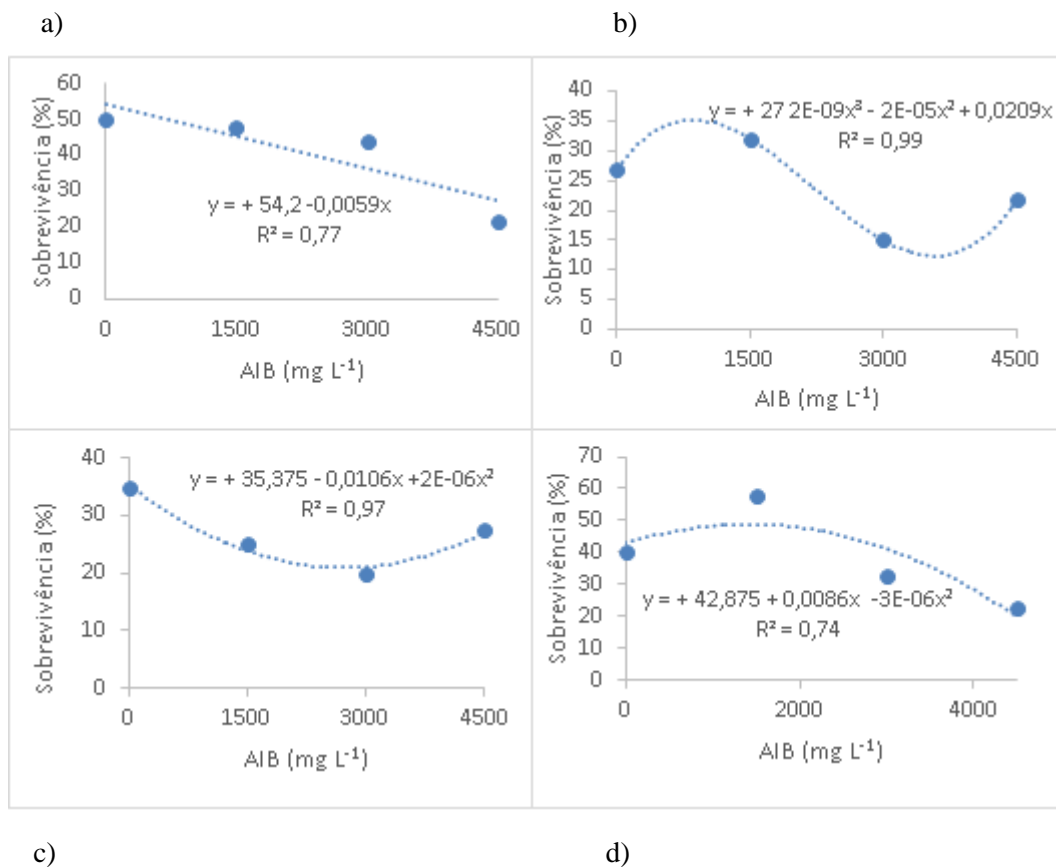 a)
b)
Sobrevivência (%)
60
50
40
30
20
10
0
y = + 54,2 -0,0059x
R² = 0,77
0 1500 3000 4500
AIB (mg L⁻¹)
Sobrevivência (%)
40
35
30
25
20
15
10
5
0
y = + 27 2E-09x³ - 2E-05x² + 0,0209x
R² = 0,99
0 1500 3000 4500
AIB (mg L⁻¹)
Sobrevivência (%)
40
30
20
10
0
y = + 35,375 - 0,0106x +2E-06x²
R² = 0,97
0 1500 3000 4500
AIB (mg L⁻¹)
Sobrevivência (%)
70
60
50
40
30
20
10
0
y = + 42,875 + 0,0086x -3E-06x²
R² = 0,74
0 2000 4000
AIB (mg L⁻¹)
c)
d)